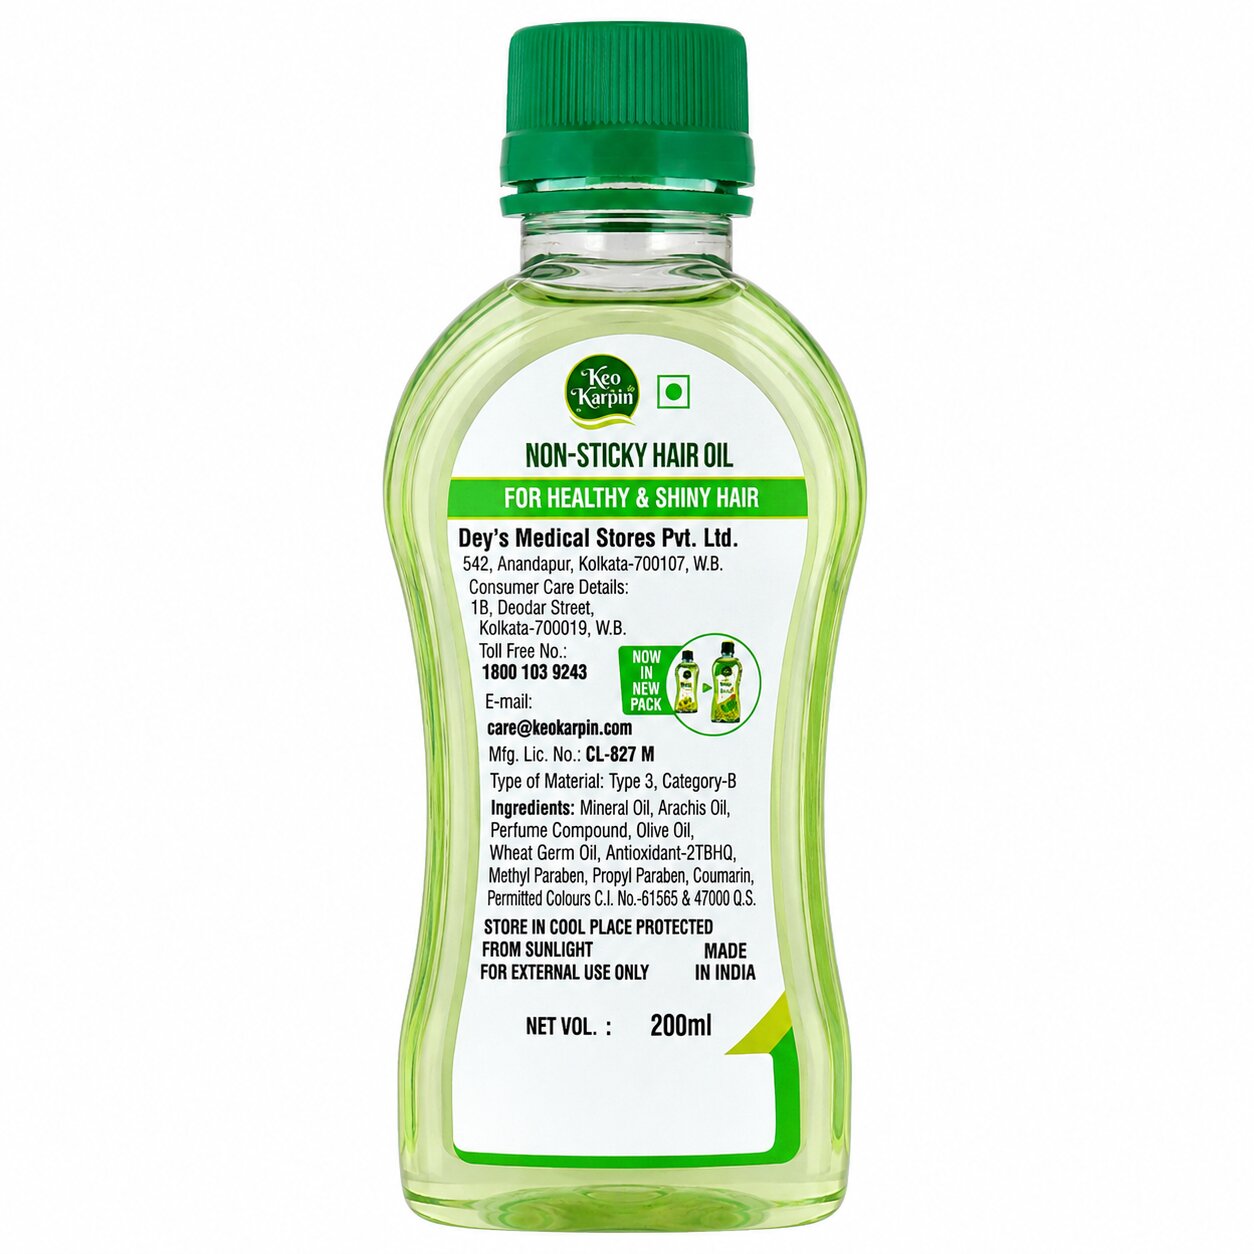 Keo
Karpin
NON-STICKY HAIR OIL
FOR HEALTHY & SHINY HAIR
Dey's Medical Stores Pvt. Ltd.
542, Anandapur, Kolkata-700107, W.B.
Consumer Care Details:
1B, Deodar Street,
Kolkata-700019, W.B.
Toll Free No.:
1800 103 9243
NOW
IN
NEW
PACK
E-mail:
care@keokarpin.com
Mfg. Lic. No.: CL-827 M
Type of Material: Type 3, Category-B
Ingredients: Mineral Oil, Arachis Oil,
Perfume Compound, Olive Oil,
Wheat Germ Oil, Antioxidant-2TBHQ,
Methyl Paraben, Propyl Paraben, Coumarin,
Permitted Colours C.I. No.-61565 & 47000 Q.S.
STORE IN COOL PLACE PROTECTED
FROM SUNLIGHT
FOR EXTERNAL USE ONLY
MADE
IN INDIA
NET VOL. : 200ml